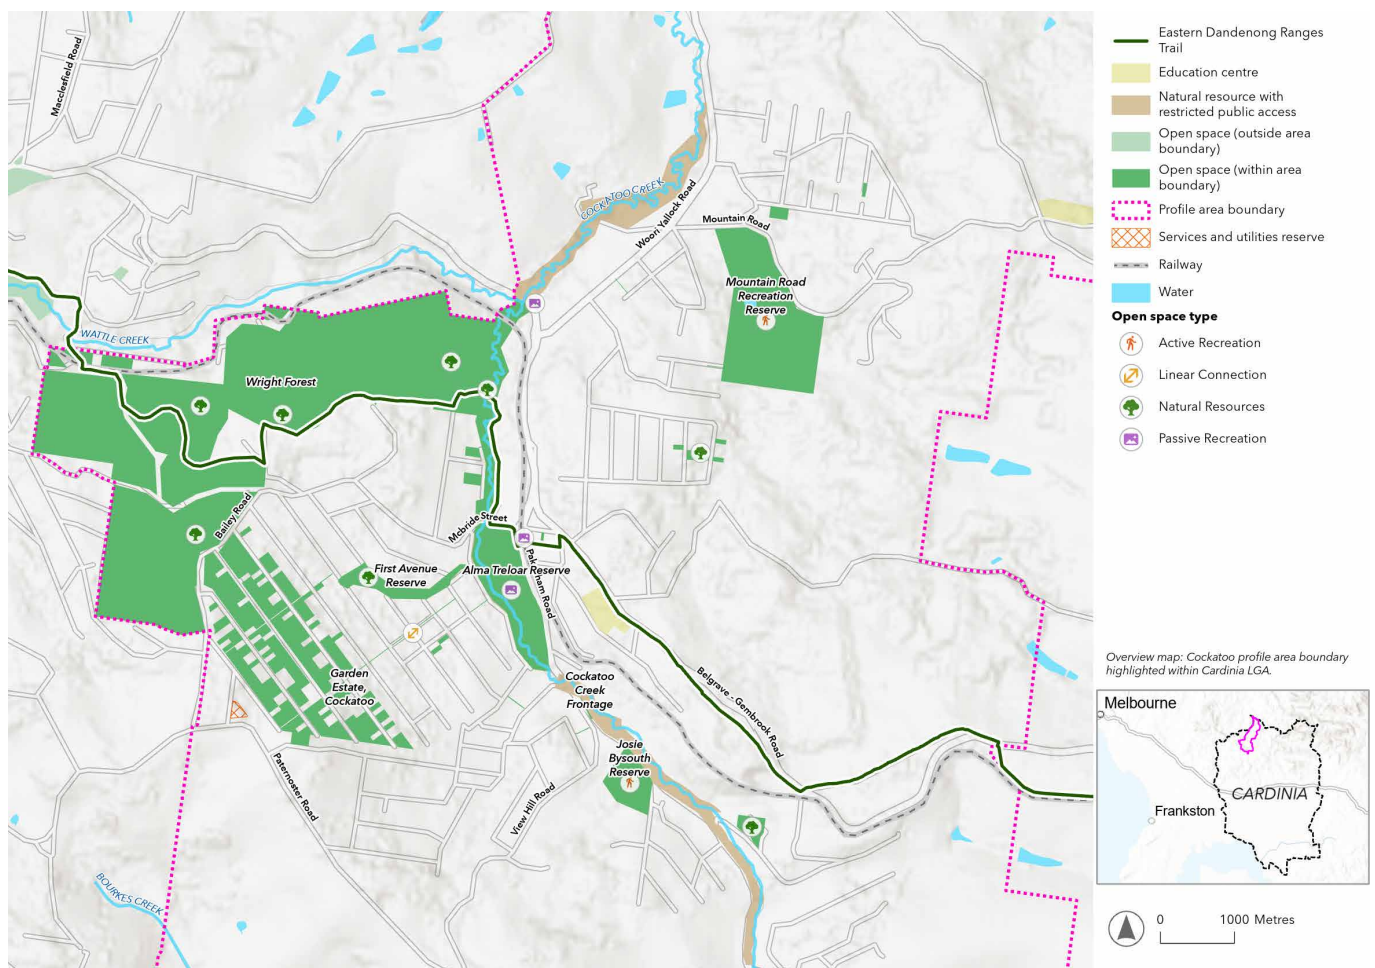 Macclesfield Road
COCKATOO CREEK
Woori Yallock Road
Mountain Road
Mountain Road
Recreation
Reserve
WATTLE CREEK
Wright Forest
Bailey Road
Mcbride Street
First Avenue
Reserve
Alma Treloar Reserve
Pakenham Road
Garden
Estate,
Cockatoo
Cockatoo
Creek
Frontage
Belgrave - Gembrook Road
Josie
Bysouth
Reserve
Paternoster Road
View Hill Road
BOURKES CREEK
Eastern Dandenong Ranges
Trail
Education centre
Natural resource with
restricted public access
Open space (outside area
boundary)
Open space (within area
boundary)
Profile area boundary
Services and utilities reserve
Railway
Water
Open space type
Active Recreation
Linear Connection
Natural Resources
Passive Recreation
Overview map: Cockatoo profile area boundary
highlighted within Cardinia LGA.
Melbourne
CARDINIA
Frankston
0 1000 Metres